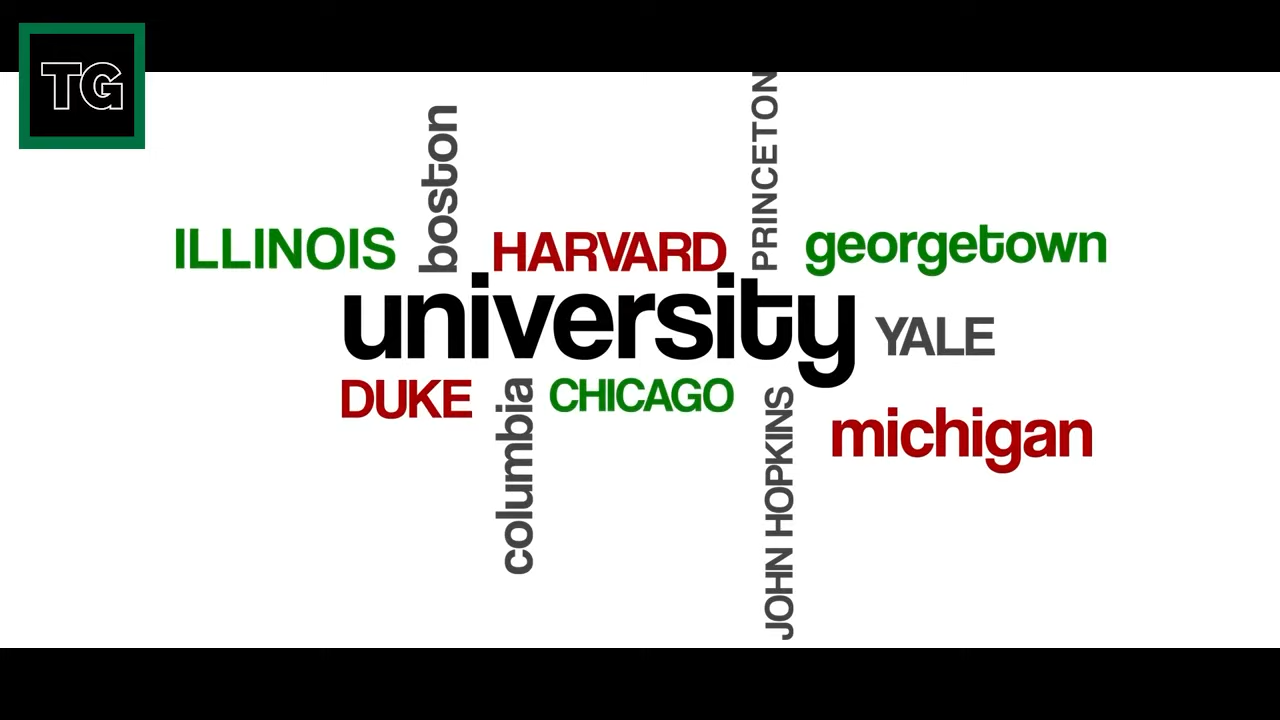 TG
boston
PRINCETON
ILLINOIS
HARVARD
georgetown
university
YALE
DUKE
columbia
CHICAGO
JOHN HOPKINS
michigan